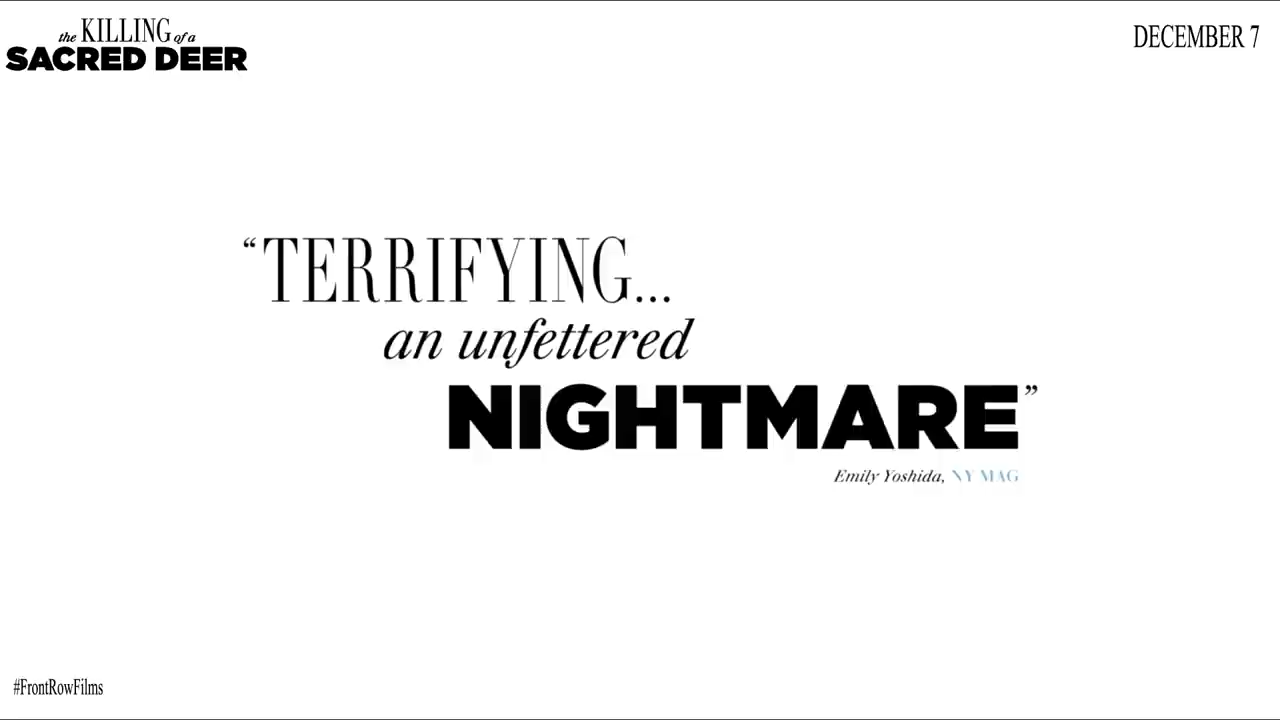 the KILLING of a
SACRED DEER
DECEMBER 7
“TERRIFYING...
an unfettered
NIGHTMARE”
Emily Yoshida, NY MAG
#FrontRowFilms